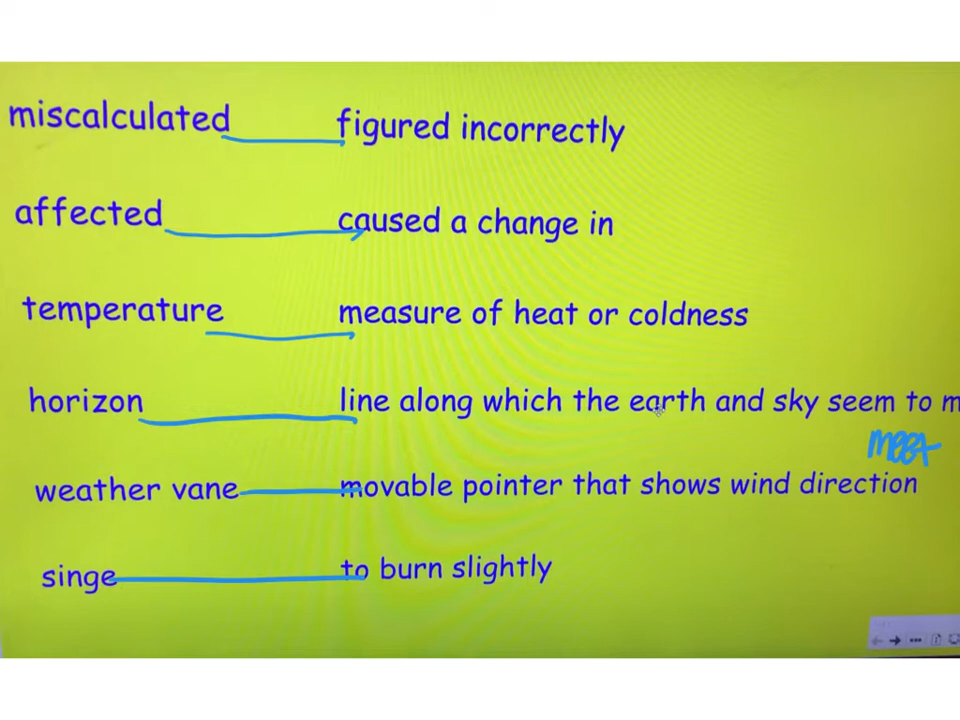 miscalculated figured incorrectly
affected caused a change in
temperature measure of heat or coldness
horizon line along which the earth and sky seem to m
meet
weather vane movable pointer that shows wind direction
singe to burn slightly